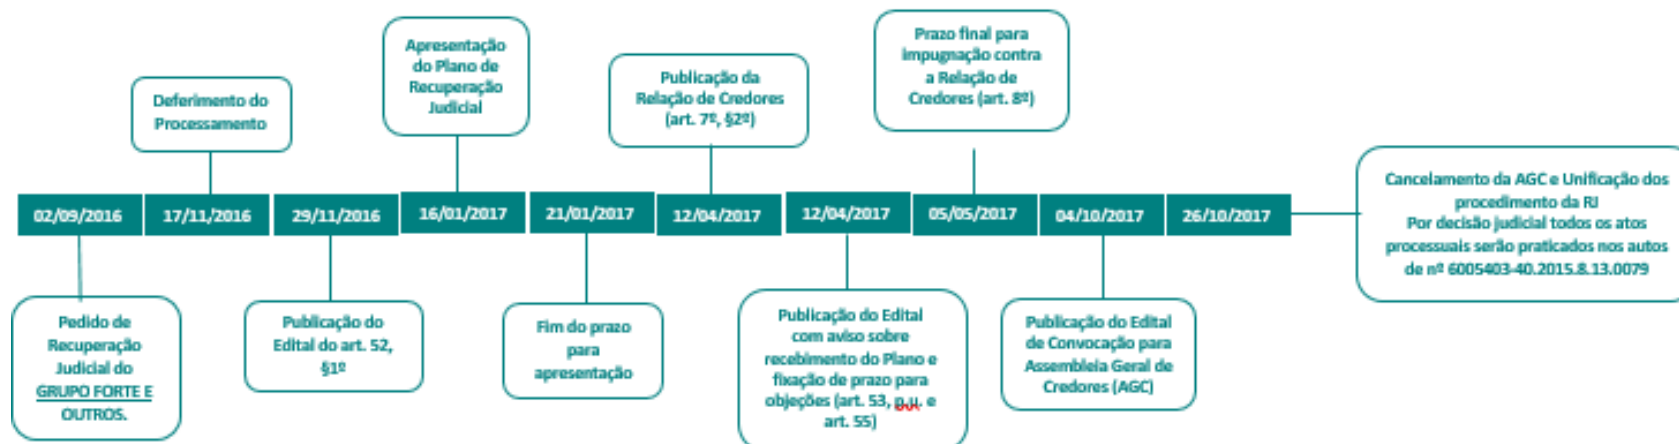 Deferimento do
Processamento
Apresentação
do Plano de
Recuperação
Judicial
Publicação da
Relação de Credores
(art. 7º, §2º)
Prazo final para
impugnação contra
a Relação de
Credores (art. 8º)
02/09/2016
17/11/2016
29/11/2016
16/01/2017
21/01/2017
12/04/2017
12/04/2017
05/05/2017
04/10/2017
26/10/2017
Cancelamento da AGC e Unificação dos
procedimento da RJ
Por decisão judicial todos os atos
processuais serão praticados nos autos
de nº 6005403-40.2015.8.13.0079
Pedido de
Recuperação
Judicial do
GRUPO FORTE E
OUTROS.
Publicação do
Edital do art. 52,
§1º
Fim do prazo
para
apresentação
Publicação do Edital
com aviso sobre
recebimento do Plano e
fixação de prazo para
objeções (art. 53, p.u. e
art. 55)
Publicação do Edital
de Convocação para
Assembleia Geral de
Credores (AGC)